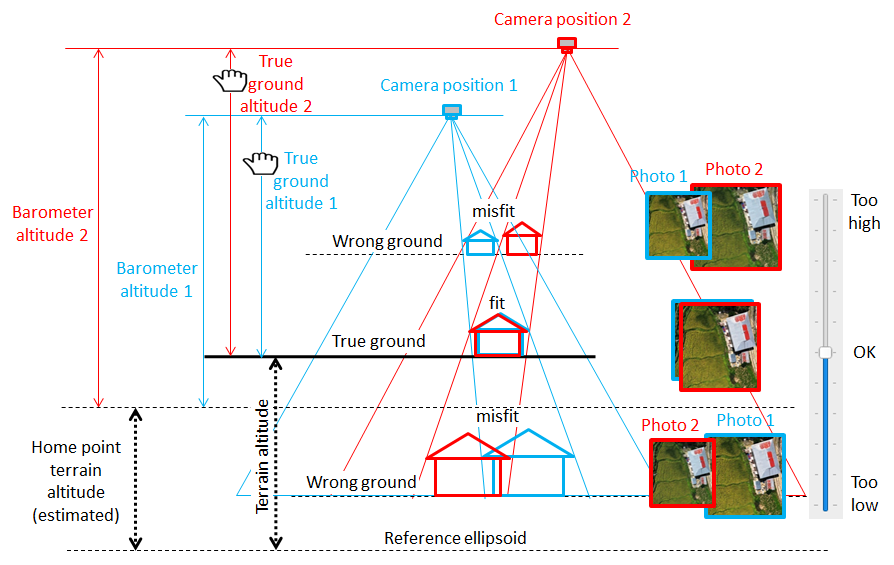 Camera position 2
True
ground
altitude 2
Camera position 1
True
ground
altitude 1
Photo 2
Photo 1
Too
high
Barometer
altitude 2
misfit
Wrong ground
Barometer
altitude 1
fit
True ground
OK
misfit
Terrain altitude
Photo 2
Photo 1
Home point
terrain
altitude
(estimated)
Wrong ground
Too
low
Reference ellipsoid